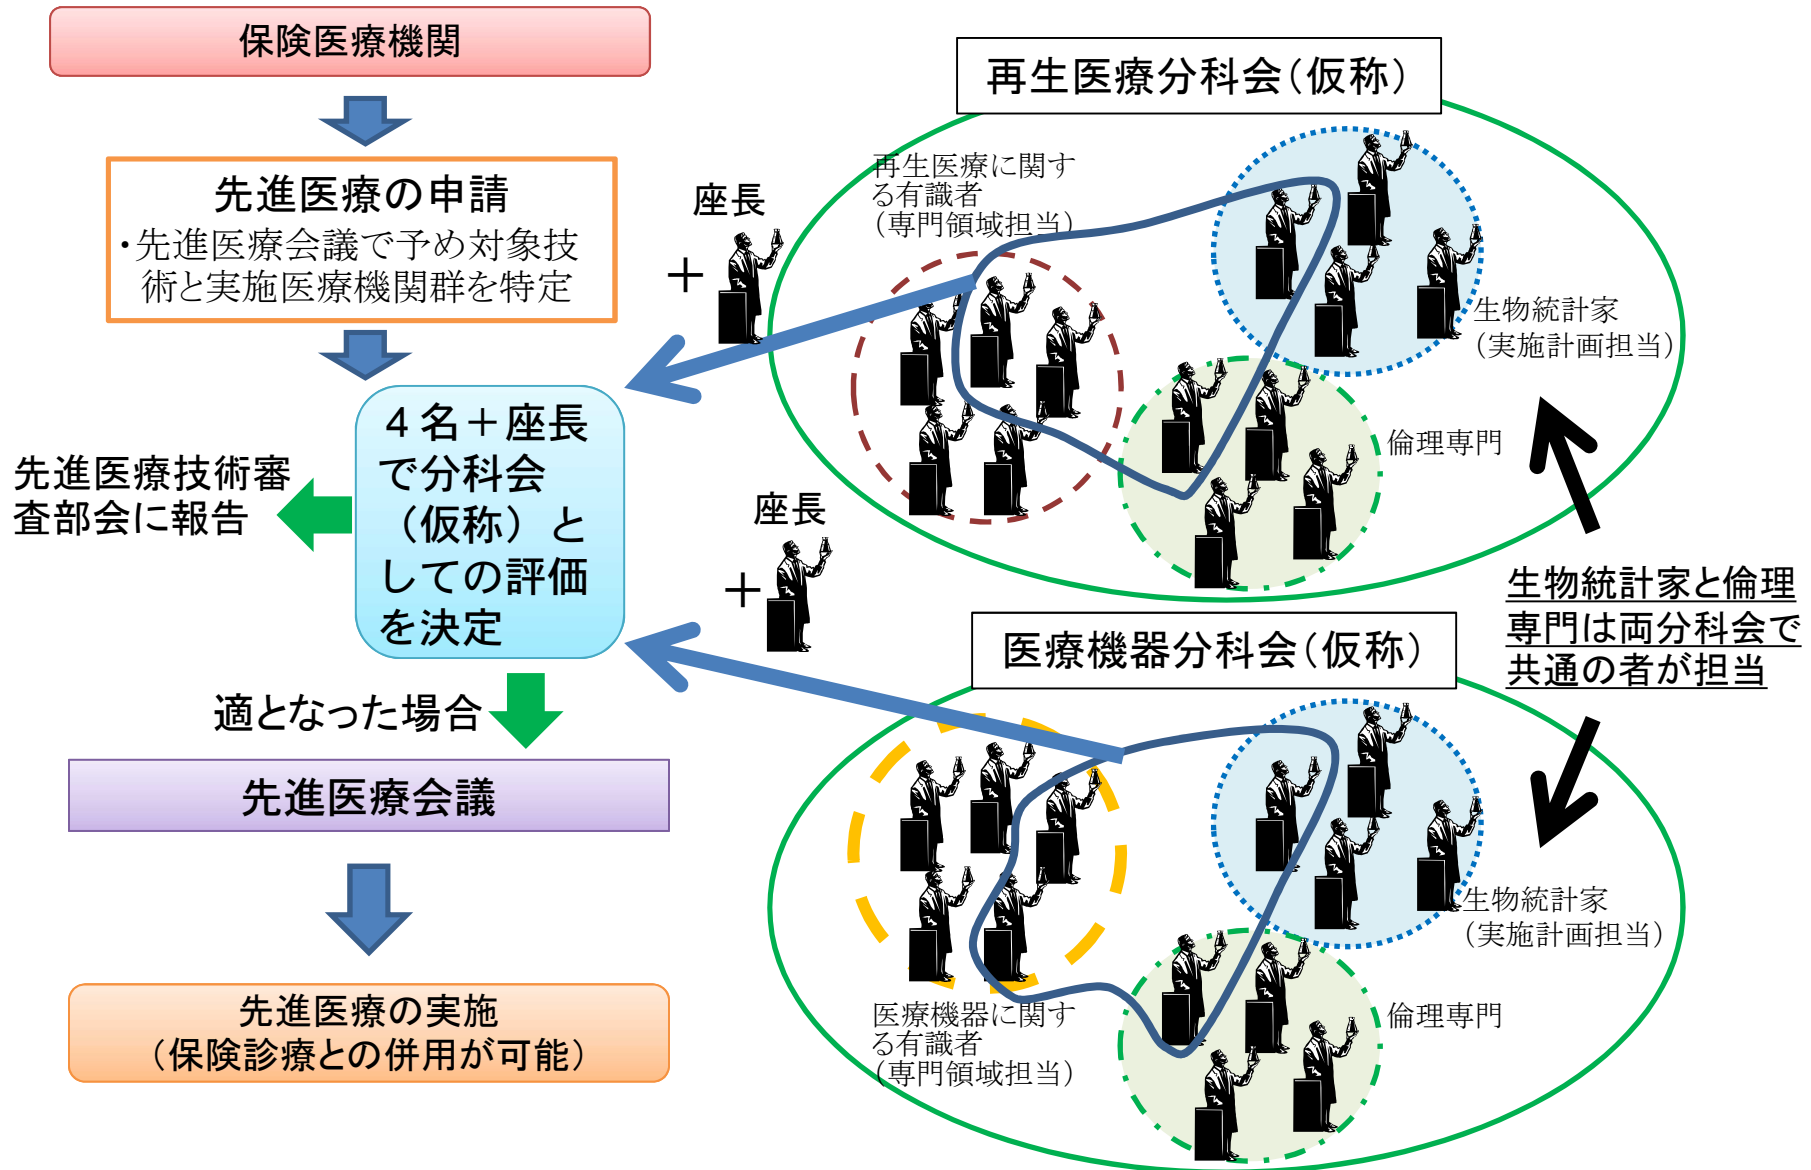 保険医療機関
先進医療の申請
・先進医療会議で予め対象技
術と実施医療機関群を特定
４名＋座長
で分科会
（仮称）と
しての評価
を決定
先進医療技術審
査部会に報告
適となった場合
先進医療会議
先進医療の実施
（保険診療との併用が可能）
座長
＋
座長
＋
再生医療分科会（仮称）
再生医療に関す
る有識者
（専門領域担当）
生物統計家
（実施計画担当）
倫理専門
生物統計家と倫理
専門は両分科会で
共通の者が担当
医療機器分科会（仮称）
生物統計家
（実施計画担当）
倫理専門
医療機器に関す
る有識者
（専門領域担当）